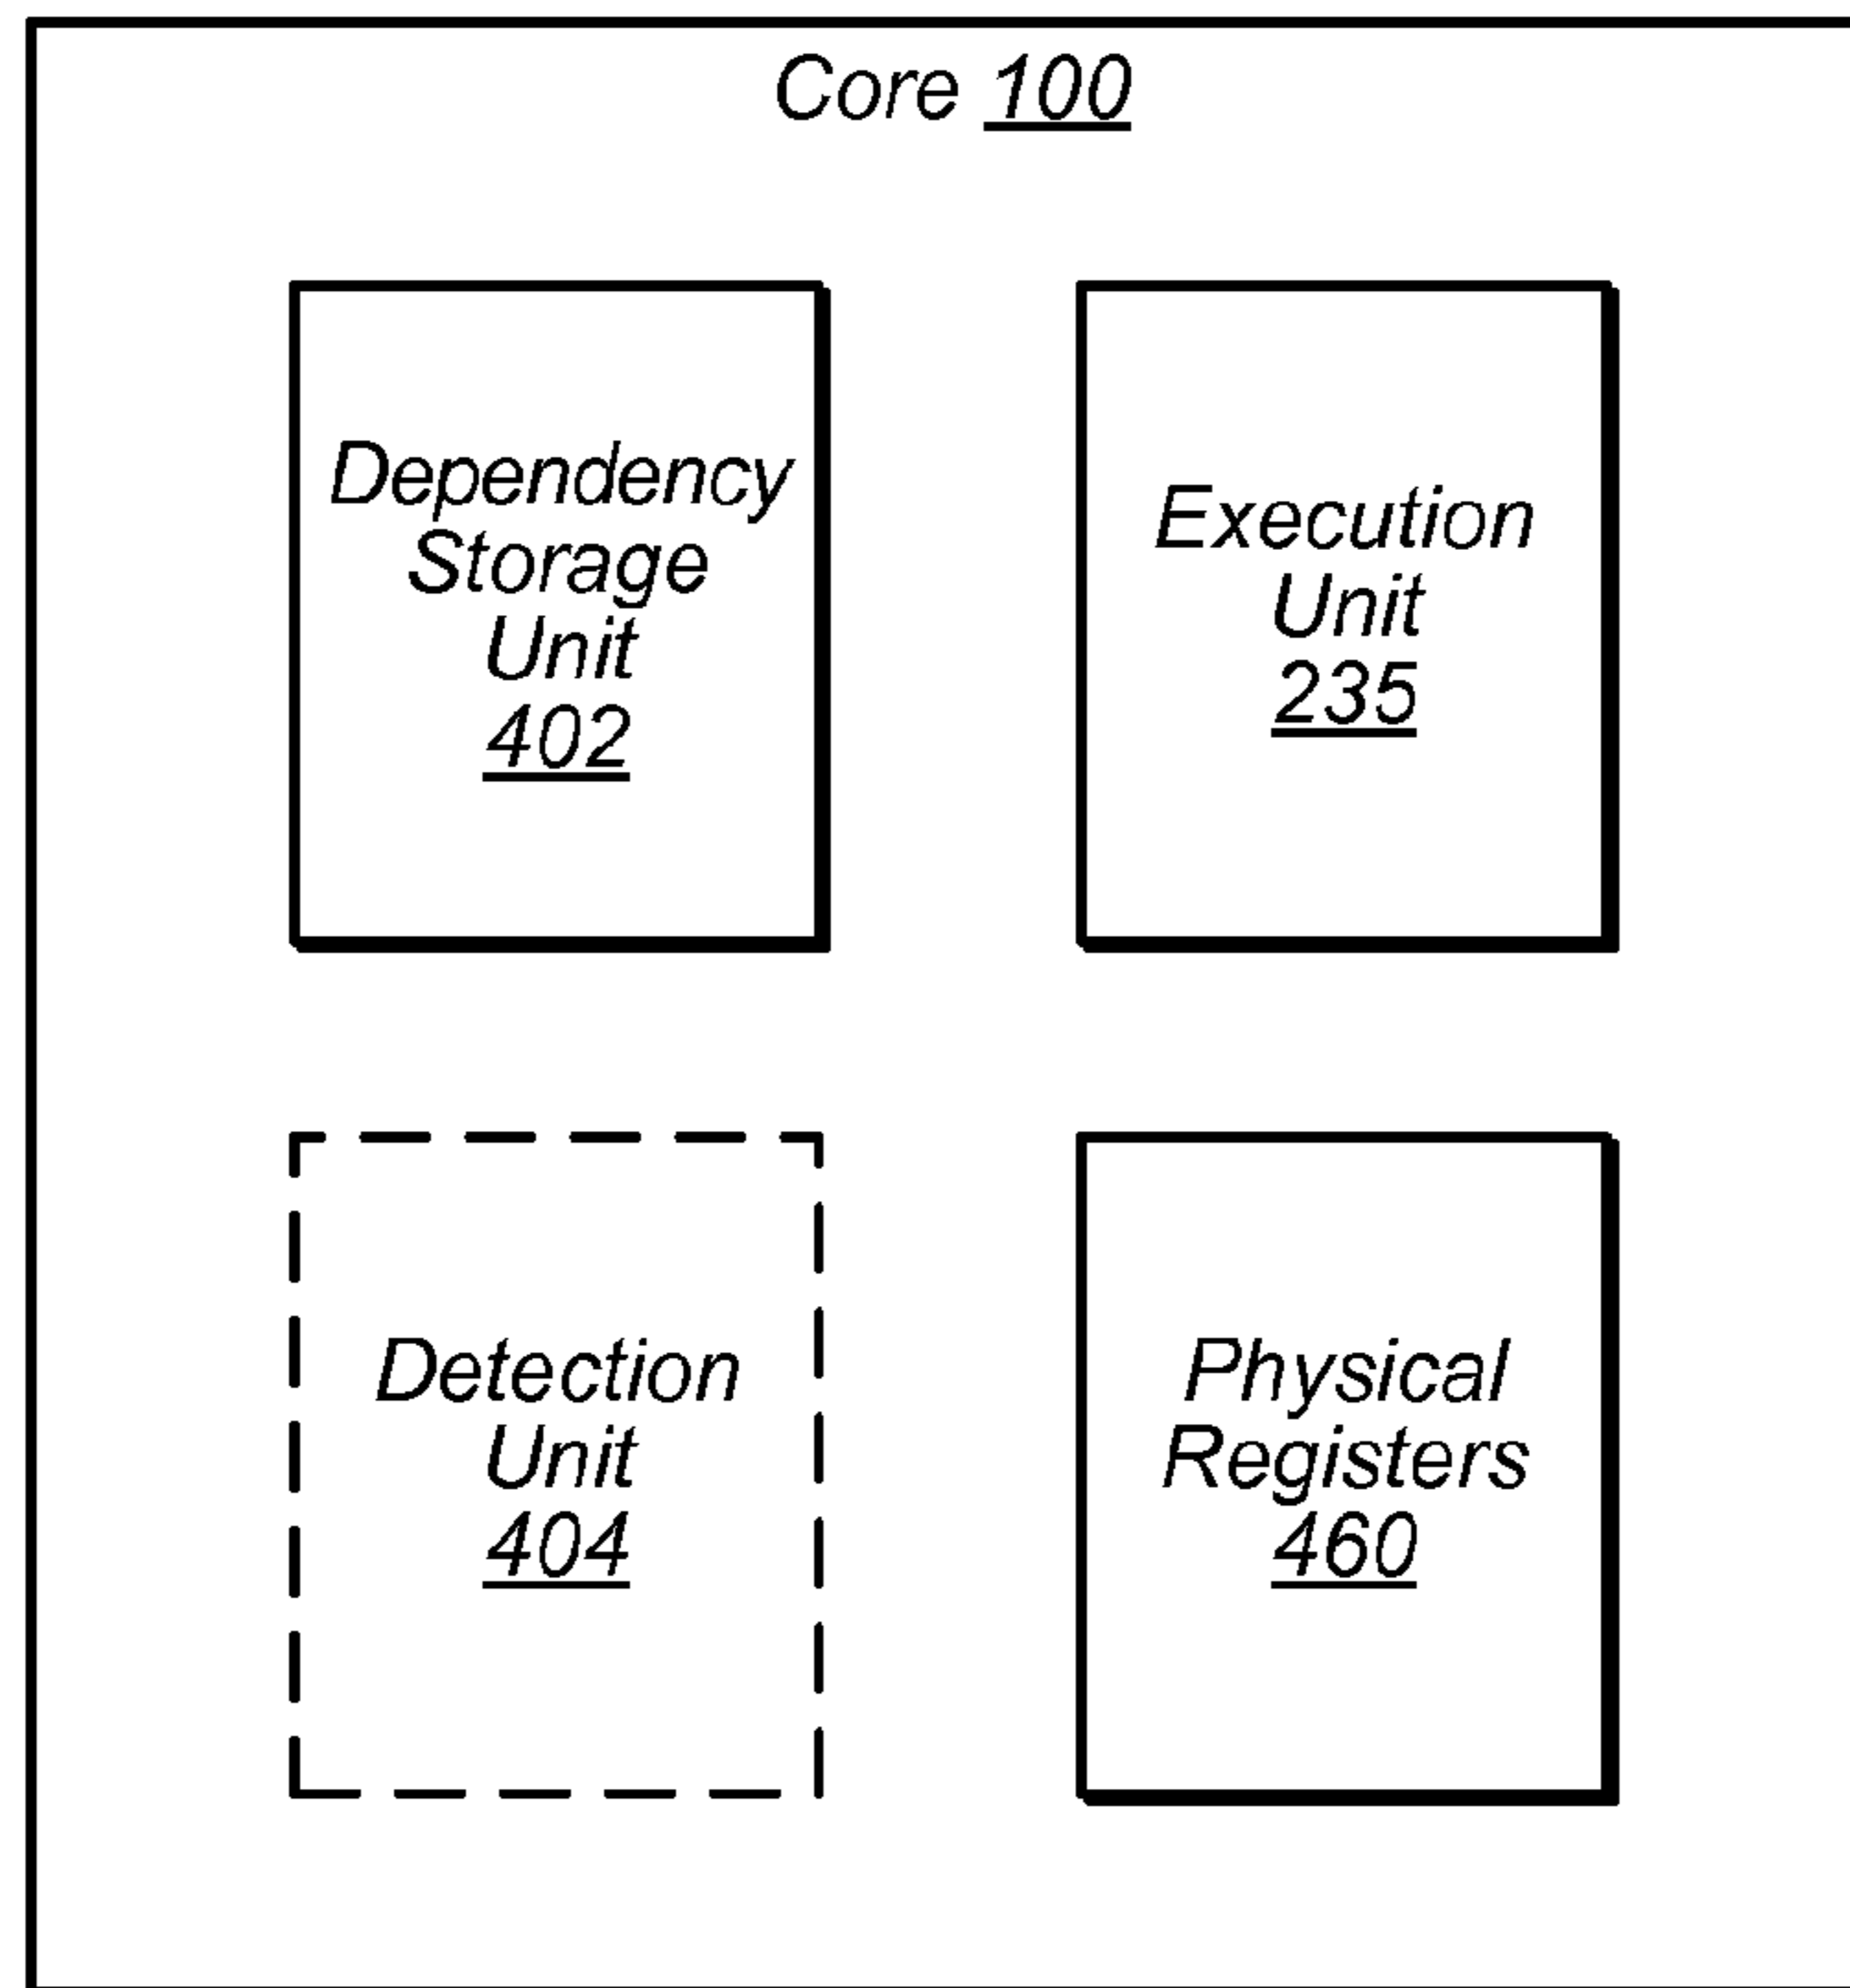 Core 100
Dependency
Storage
Unit
402
Execution
Unit
235
Detection
Unit
404
Physical
Registers
460